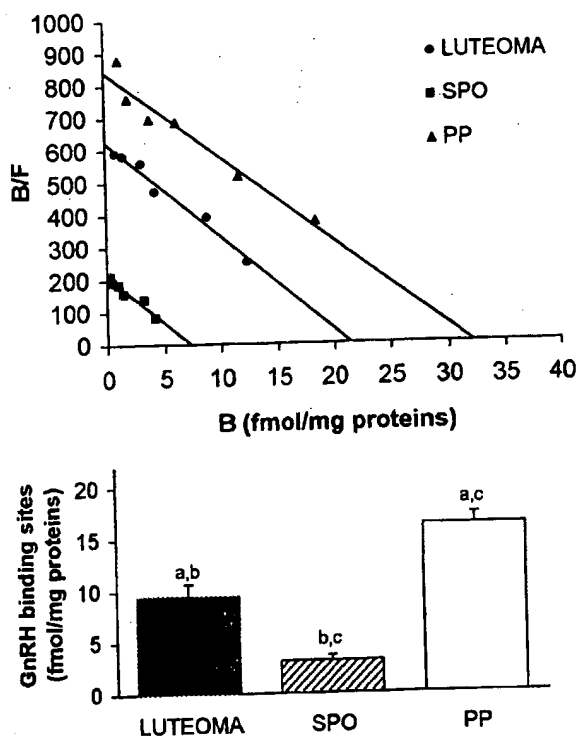 B/F
1000
900
800
700
600
500
400
300
200
100
0
LUTEOMA
SPO
PP
0 5 10 15 20 25 30 35 40
B (fmol/mg proteins)
GnRH binding sites
(fmol/mg proteins)
20
15
10
5
0
a,b
b,c
a,c
LUTEOMA SPO PP